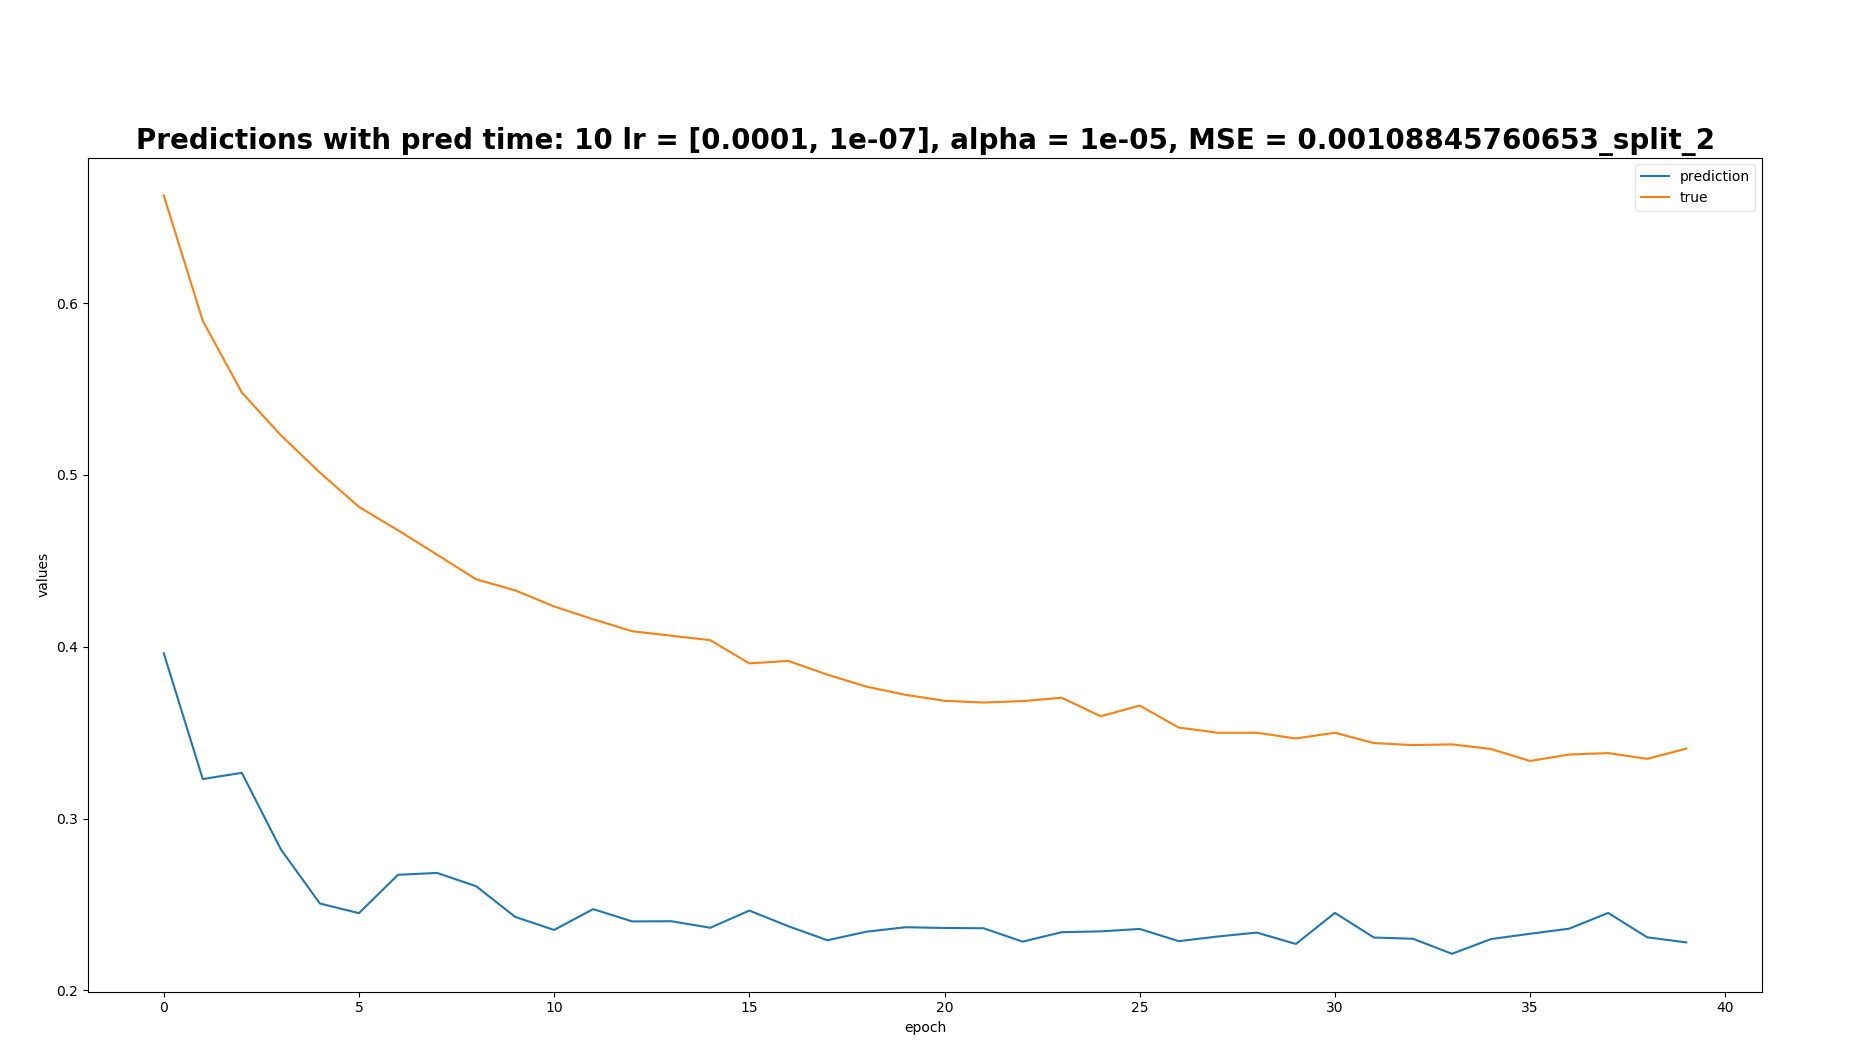 Predictions with pred time: 10 lr = [0.0001, 1e-07], alpha = 1e-05, MSE = 0.00108845760653_split_2
prediction
true
0.6
0.5
0.4
0.3
0.2
values
0 5 10 15 20 25 30 35 40
epoch